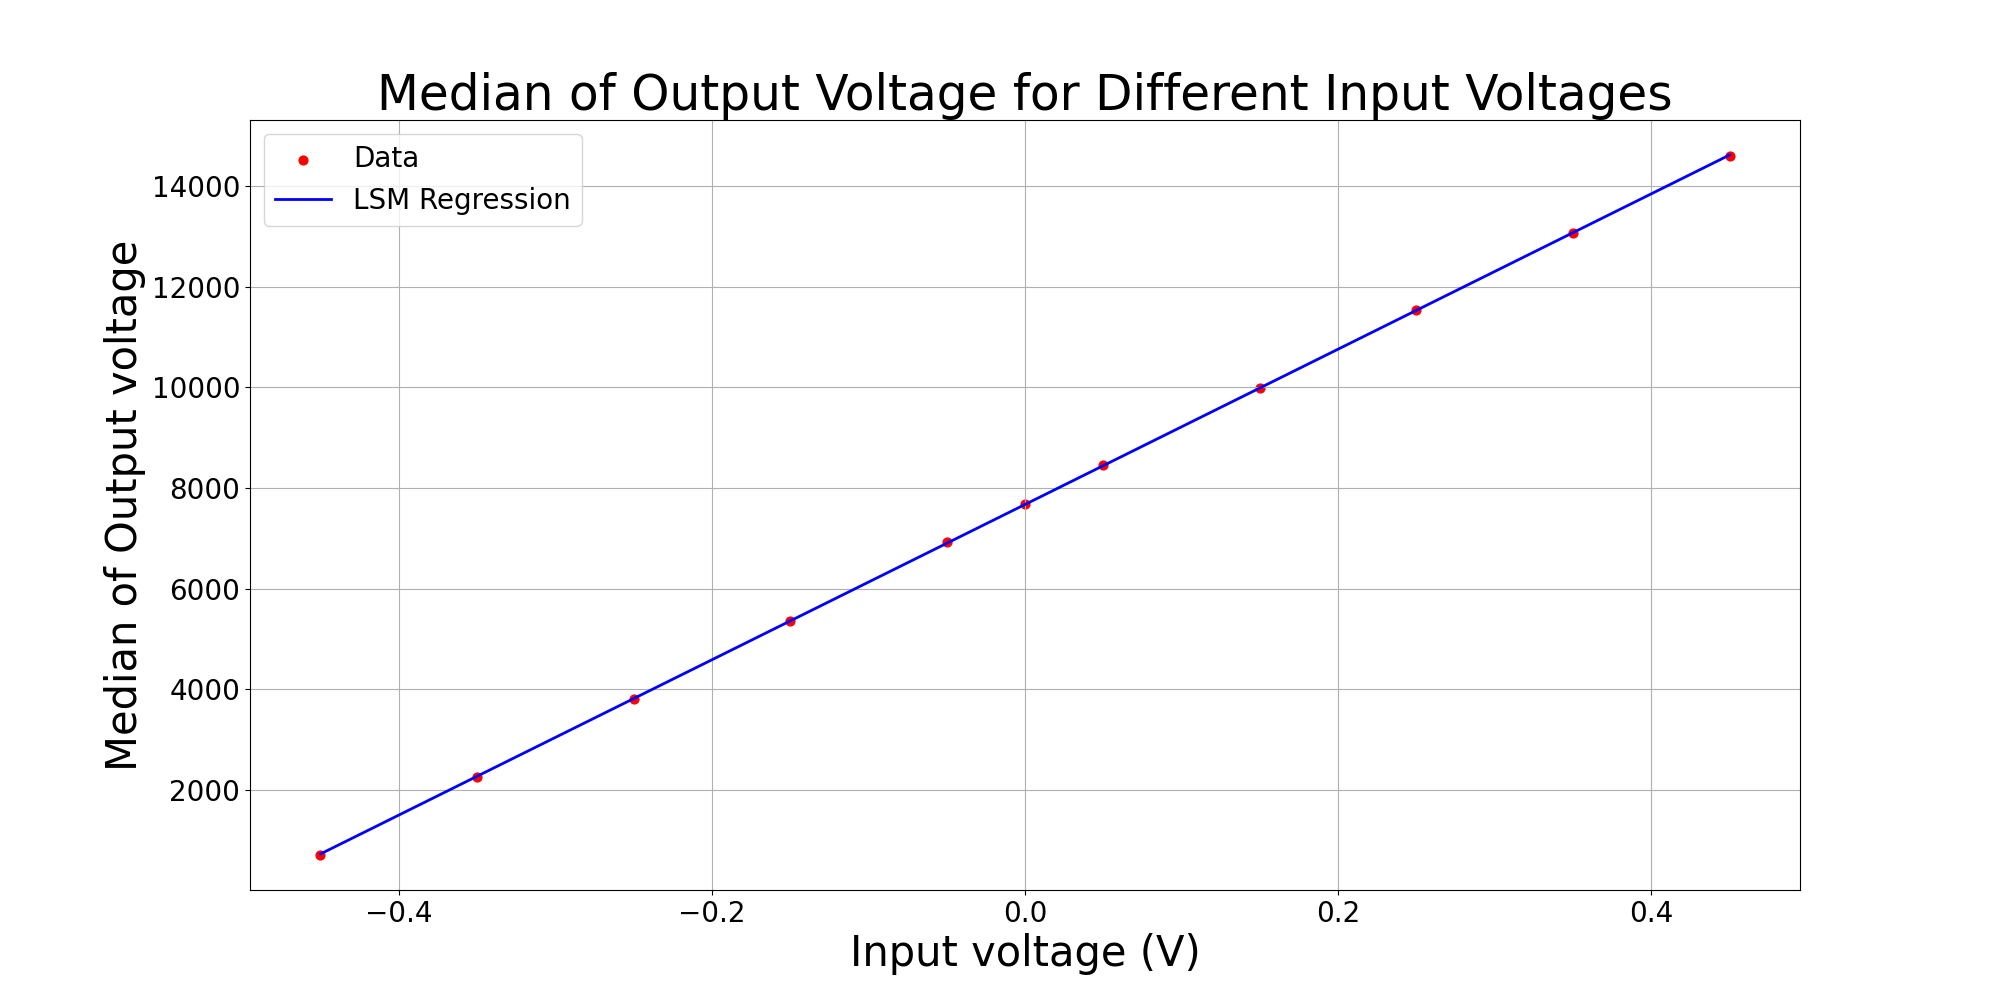 Median of Output Voltage for Different Input Voltages
Data
LSM Regression
Median of Output voltage
14000
12000
10000
8000
6000
4000
2000
−0.4 −0.2 0.0 0.2 0.4
Input voltage (V)